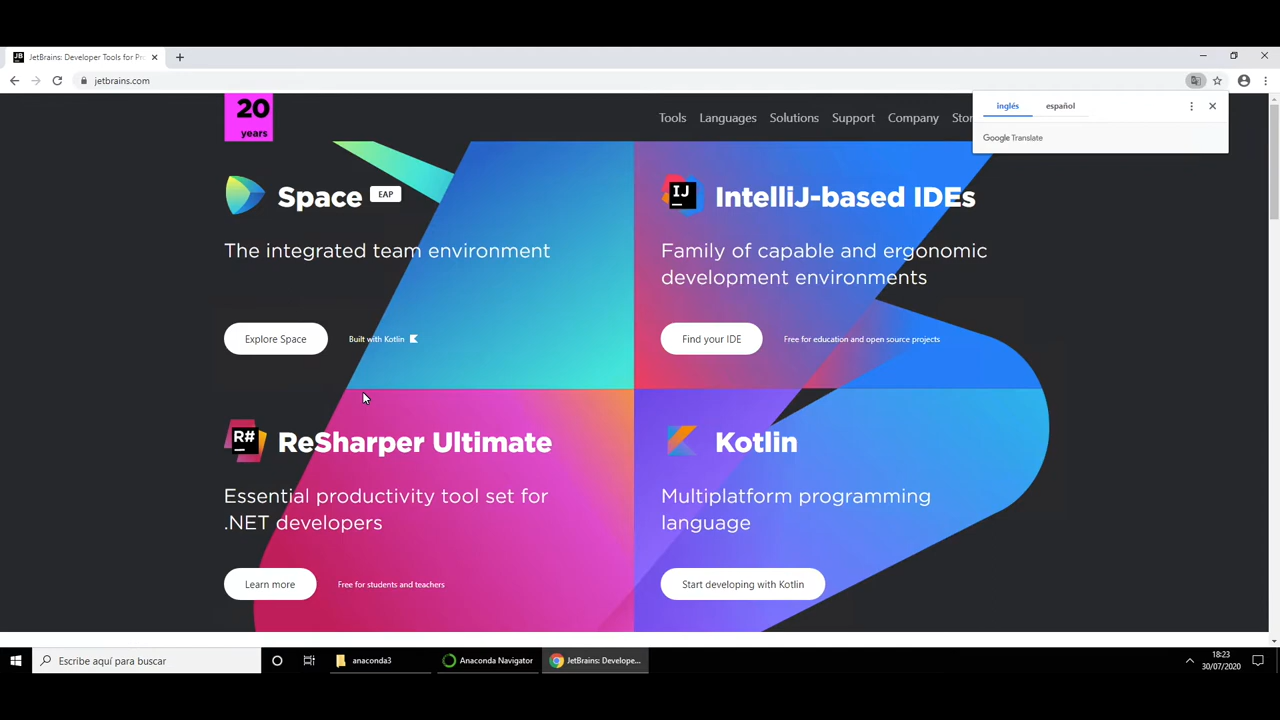 JetBrains: Developer Tools for Pr
jetbrains.com
20
years
Tools
Languages
Solutions
Support
Company
inglés
español
Google Translate
Space
EAP
The integrated team environment
Explore Space
Built with Kotlin
IJ
IntelliJ-based IDEs
Family of capable and ergonomic
development environments
Find your IDE
Free for education and open source projects
R#
ReSharper Ultimate
Essential productivity tool set for
.NET developers
Learn more
Free for students and teachers
Kotlin
Multiplatform programming
language
Start developing with Kotlin
Escribe aquí para buscar
anaconda3
Anaconda Navigator
JetBrains: Develope...
18:23
30/07/2020